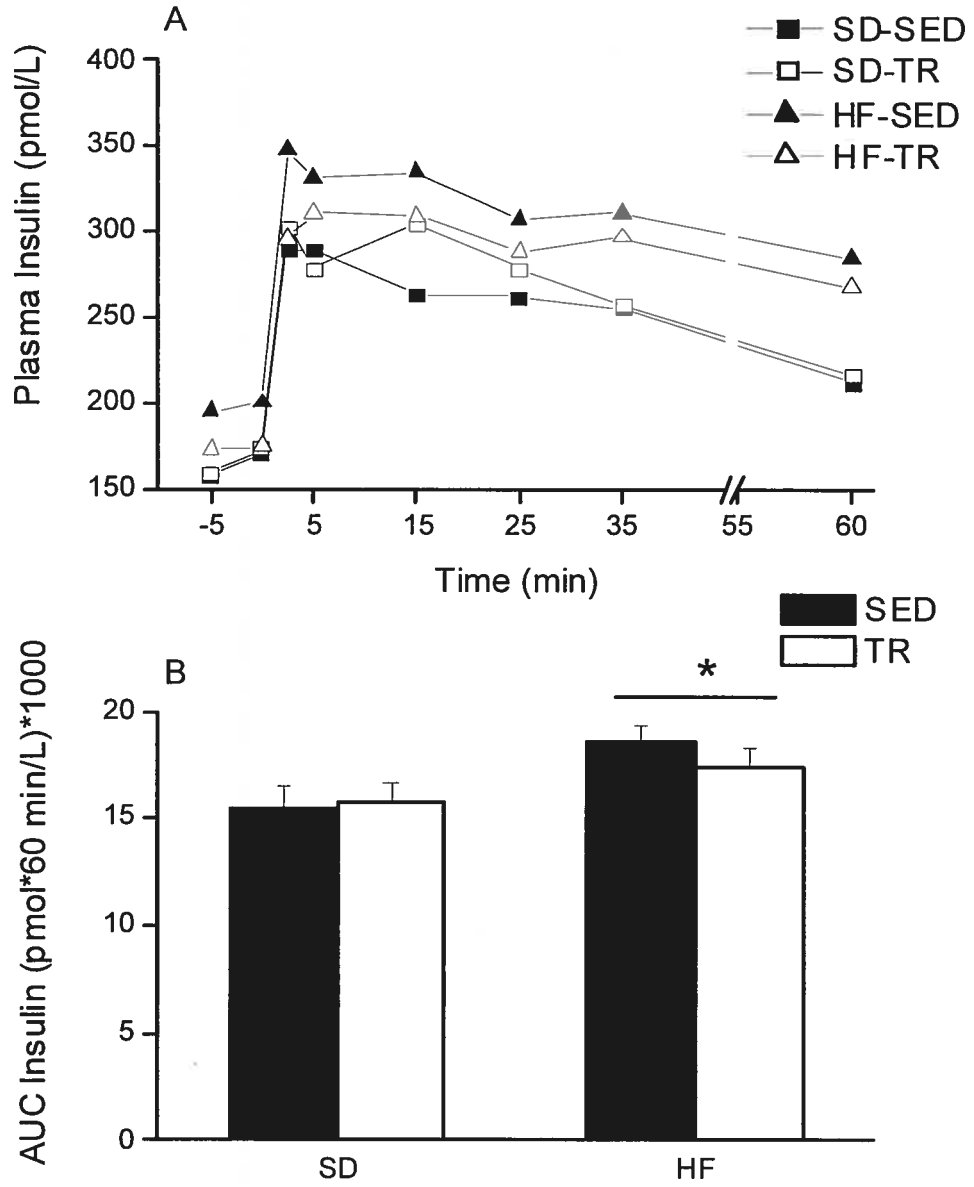 A
SD-SED
SD-TR
HF-SED
HF-TR
Plasma Insulin (pmol/L)
400
350
300
250
200
150
-5 5 15 25 35 55 60
Time (min)
SED
TR
B
*
AUC Insulin (pmol*60 min/L)*1000
20
15
10
5
0
SD HF